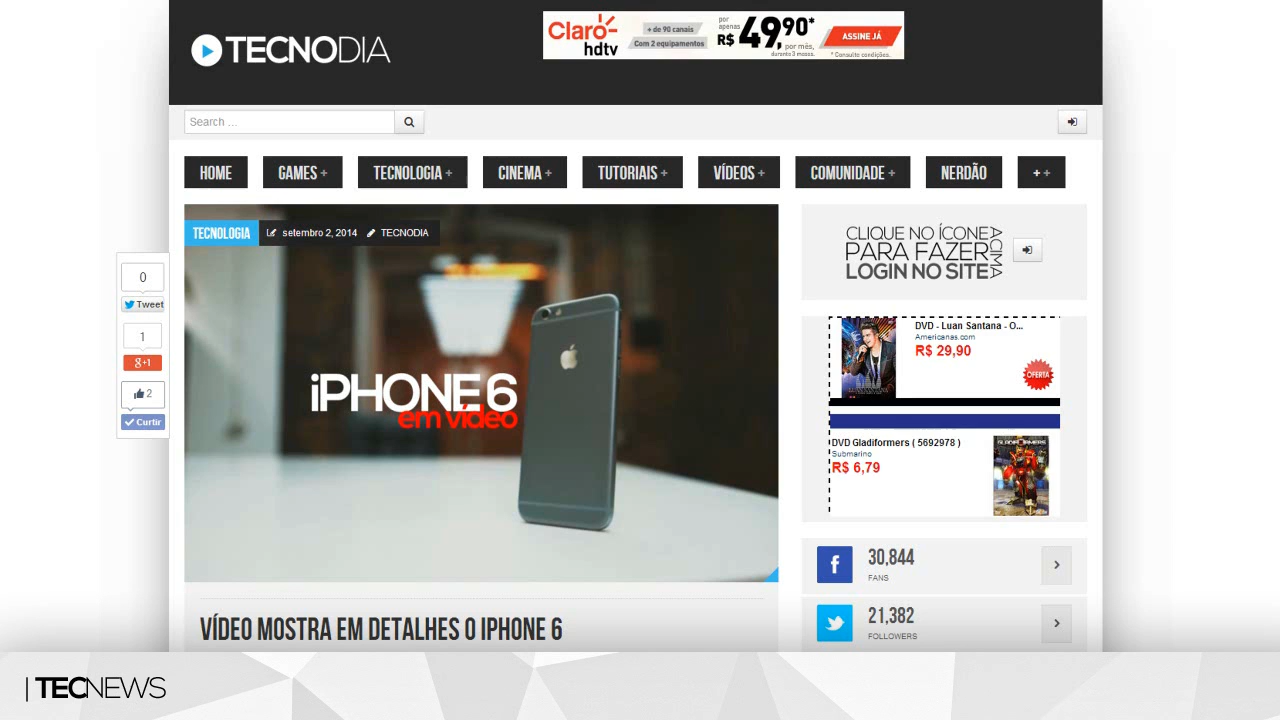 TECNODIA
Claro
hdtv
+ de 90 canais
Com 2 equipamentos
por
apenas
R$ 49,90*
, por mês,
durante 3 meses.
ASSINE JÁ
* Consulte condições.
Search ...
HOME
GAMES +
TECNOLOGIA +
CINEMA +
TUTORIAIS +
VÍDEOS +
COMUNIDADE +
NERDÃO
+ +
TECNOLOGIA
setembro 2, 2014
TECNODIA
iPHONE 6
em vídeo
0
Tweet
1
g+1
2
Curtir
CLIQUE NO ÍCONE
PARA FAZER
LOGIN NO SITE
ACIMA
DVD - Luan Santana - O...
Americanas.com
R$ 29,90
OFERTA
DVD Gladiformers ( 5692978 )
Submarino
R$ 6,79
GLADIFORMERS
f
30,844
FANS
21,382
FOLLOWERS
VÍDEO MOSTRA EM DETALHES O IPHONE 6
| TECNEWS